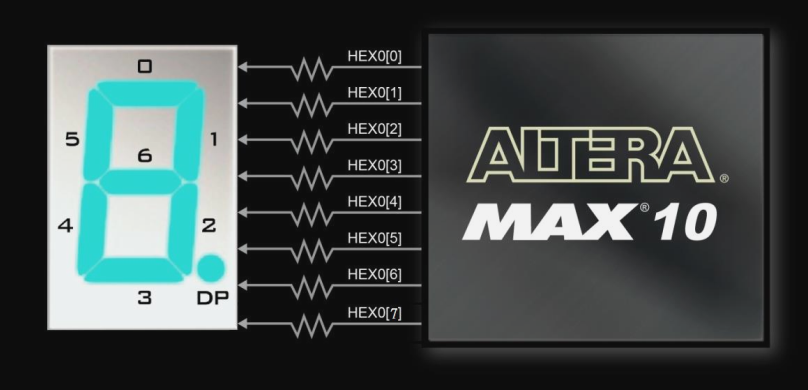 0
5
1
6
4
2
3
DP
HEX0[0]
HEX0[1]
HEX0[2]
HEX0[3]
HEX0[4]
HEX0[5]
HEX0[6]
HEX0[7]
ALTERA®
MAX®10